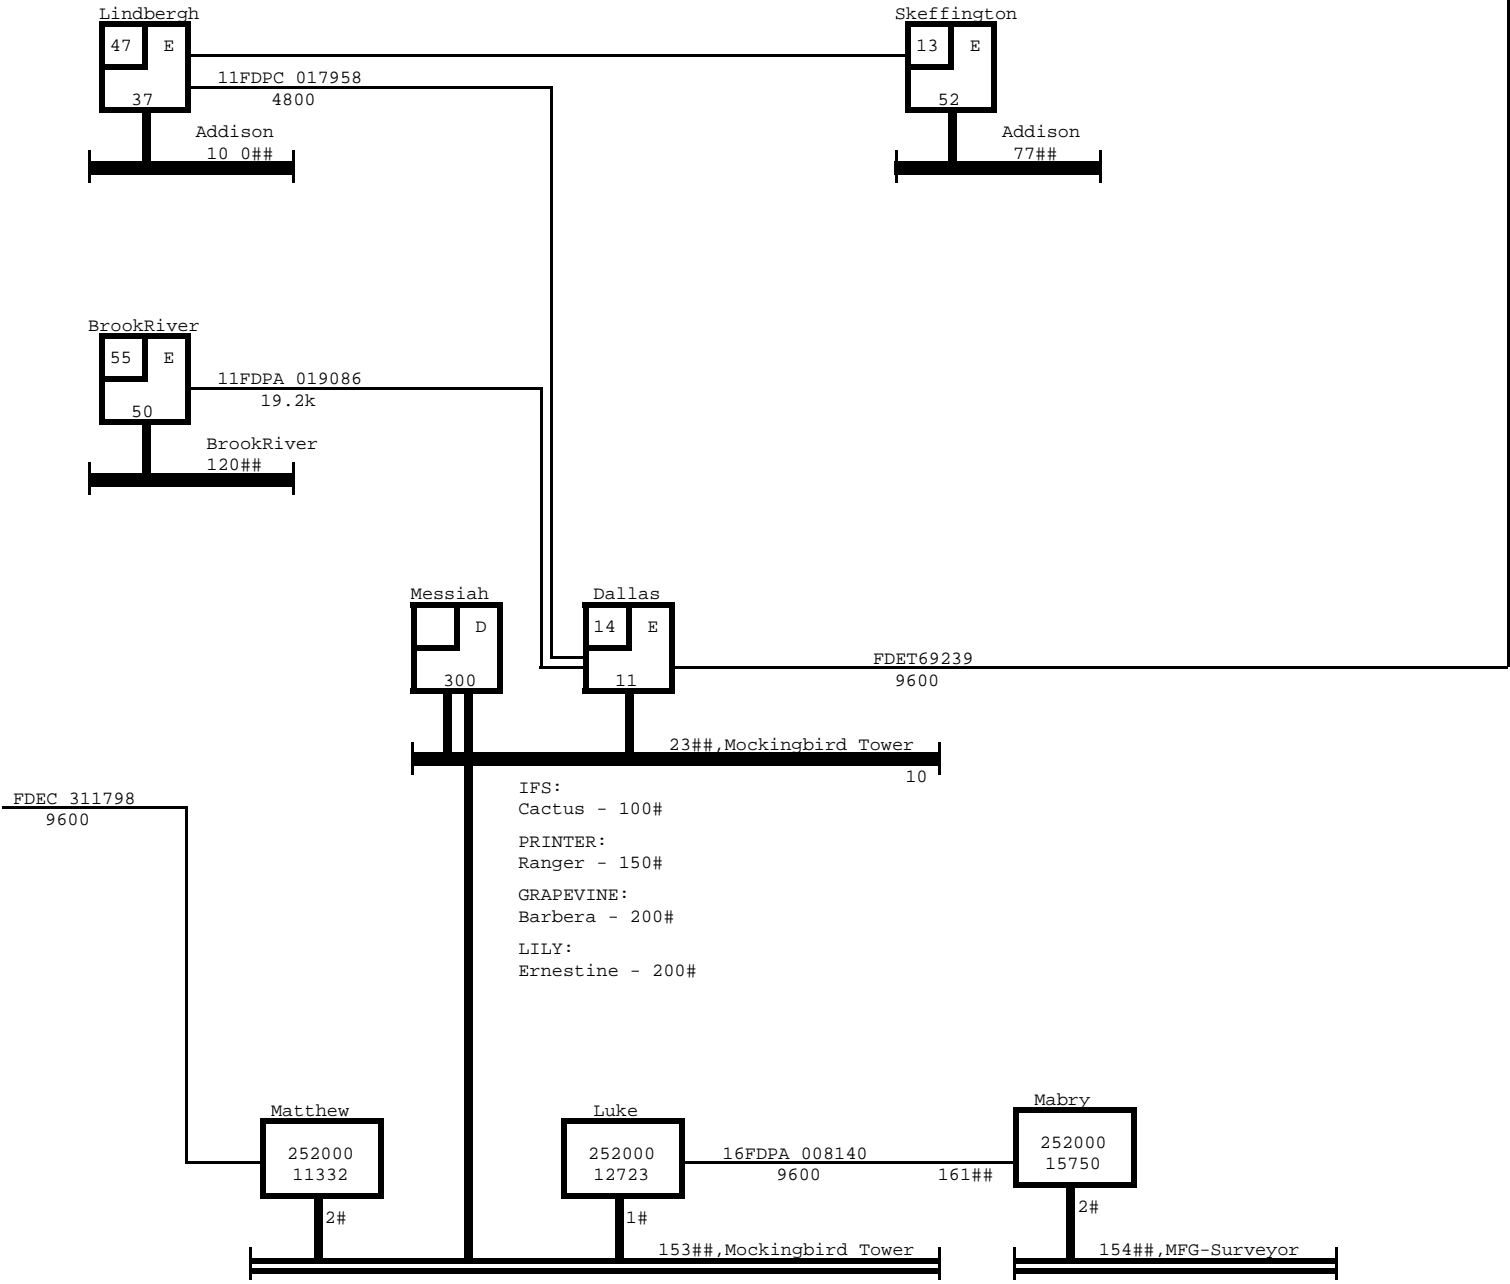 Lindbergh
47 E
37
11FDPC 017958
4800
Addison
10 0##
Skeffington
13 E
52
Addison
77##
BrookRiver
55 E
50
11FDPA 019086
19.2k
BrookRiver
120##
Messiah
D
300
Dallas
14 E
11
FDET69239
9600
23##,Mockingbird Tower
10
IFS:
Cactus - 100#
PRINTER:
Ranger - 150#
GRAPEVINE:
Barbera - 200#
LILY:
Ernestine - 200#
FDEC 311798
9600
Matthew
252000
11332
2#
Luke
252000
12723
1#
16FDPA 008140
9600
161##
Mabry
252000
15750
2#
153##,Mockingbird Tower
154##,MFG-Surveyor